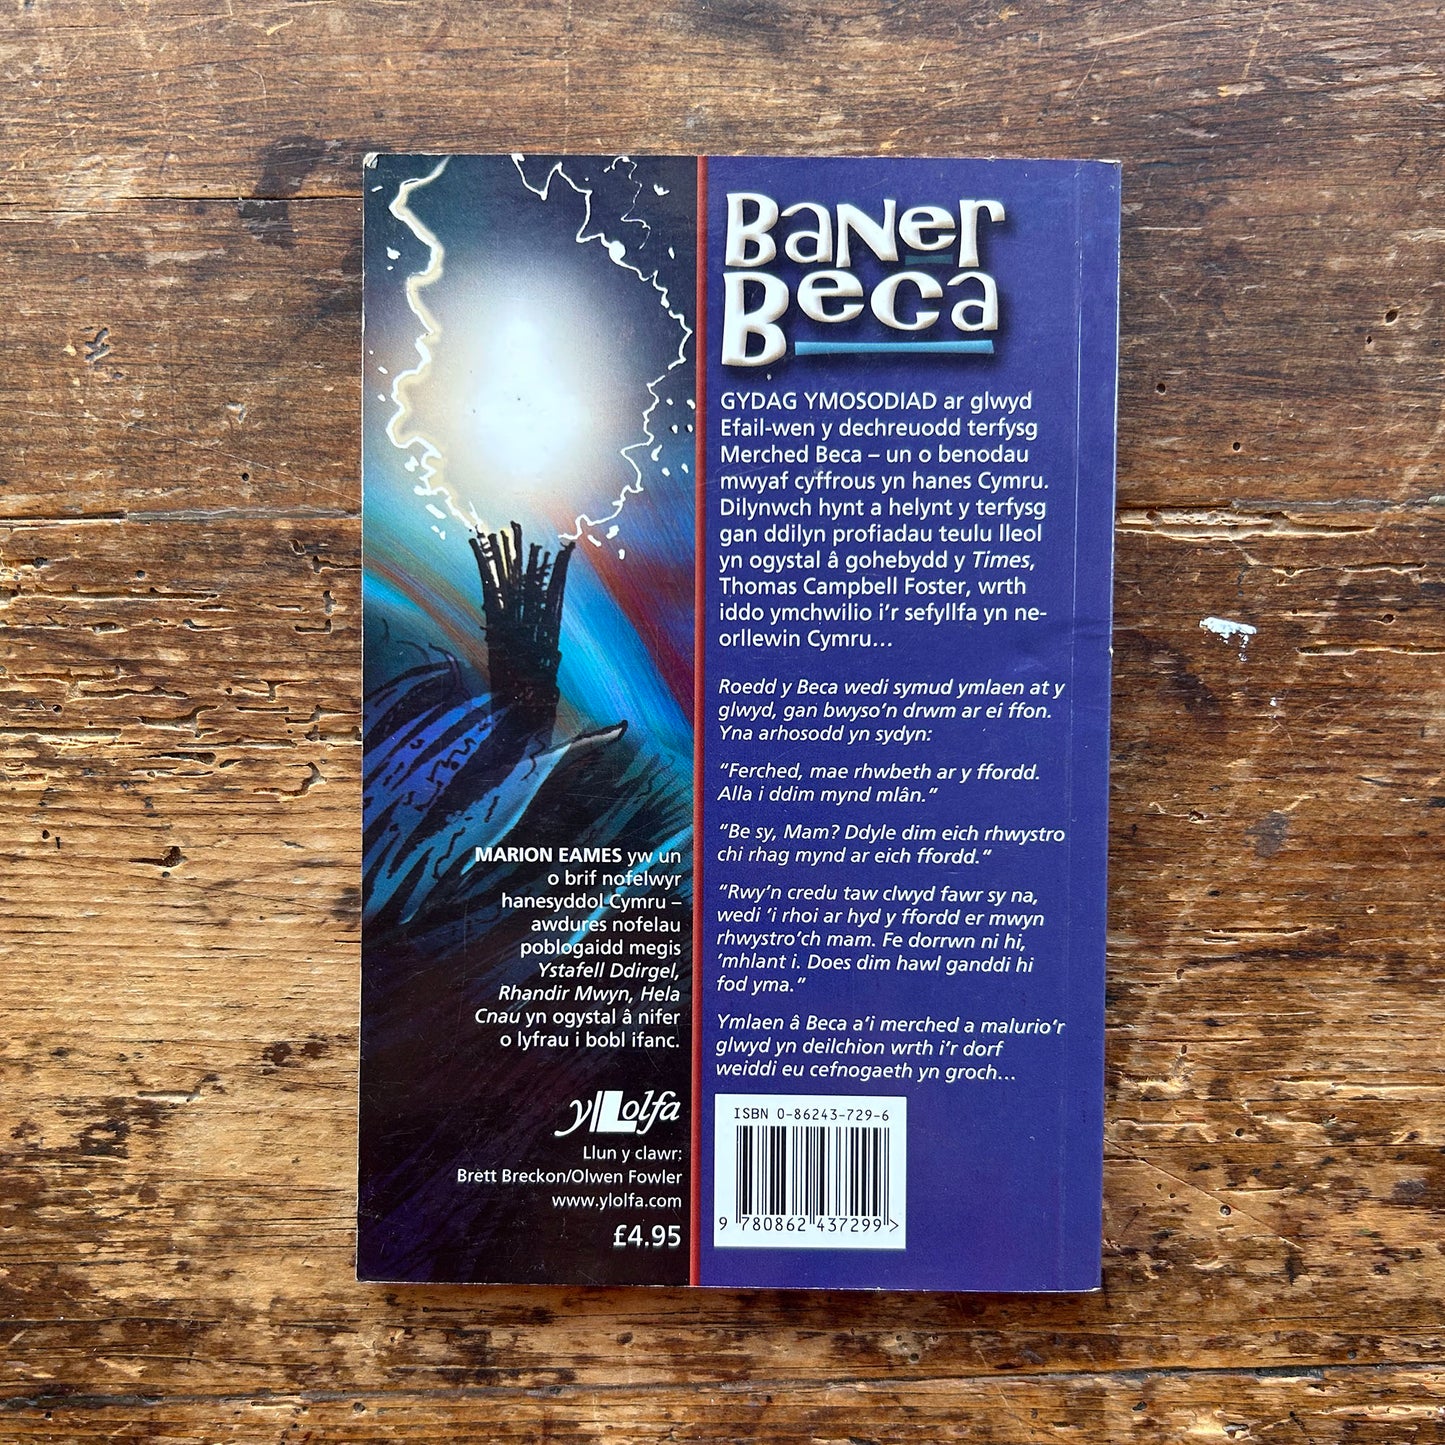 Baner
Beca
GYDAG YMOSODIAD ar glwyd
Efail-wen y dechreuodd terfysg
Merched Beca – un o benodau
mwyaf cyffrous yn hanes Cymru.
Dilynwch hynt a helynt y terfysg
gan ddilyn profiadau teulu lleol
yn ogystal â gohebydd y Times,
Thomas Campbell Foster, wrth
iddo ymchwilio i'r sefyllfa yn ne-
orllewin Cymru...
Roedd y Beca wedi symud ymlaen at y
glwyd, gan bwyso'n drwm ar ei ffon.
Yna arhosodd yn sydyn:
"Ferched, mae rhwbeth ar y ffordd.
Alla i ddim mynd mlân."
"Be sy, Mam? Ddyle dim eich rhwystro
chi rhag mynd ar eich ffordd."
"Rwy'n credu taw clwyd fawr sy na,
wedi 'i rhoi ar hyd y ffordd er mwyn
rhwystro'ch mam. Fe dorrwn ni hi,
'mhlant i. Does dim hawl ganddi hi
fod yma."
Ymlaen â Beca a'i merched a malurio'r
glwyd yn deilchion wrth i'r dorf
weiddi eu cefnogaeth yn groch...
MARION EAMES yw un
o brif nofelwyr
hanesyddol Cymru –
awdures nofelau
poblogaidd megis
Ystafell Ddirgel,
Rhandir Mwyn, Hela
Cnau yn ogystal â nifer
o lyfrau i bobl ifanc.
y Lolfa
Llun y clawr:
Brett Breckon/Olwen Fowler
www.ylolfa.com
£4.95
ISBN 0-86243-729-6
9 780862 437299 >